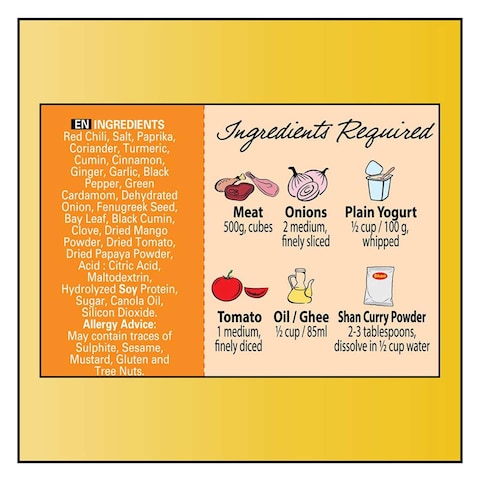 EN INGREDIENTS
Red Chili, Salt, Paprika,
Coriander, Turmeric,
Cumin, Cinnamon,
Ginger, Garlic, Black
Pepper, Green
Cardamom, Dehydrated
Onion, Fenugreek Seed,
Bay Leaf, Black Cumin,
Clove, Dried Mango
Powder, Dried Tomato,
Dried Papaya Powder,
Acid : Citric Acid,
Maltodextrin,
Hydrolyzed Soy Protein,
Sugar, Canola Oil,
Silicon Dioxide.
Allergy Advice:
May contain traces of
Sulphite, Sesame,
Mustard, Gluten and
Tree Nuts.
Ingredients Required
Meat
500g, cubes
Onions
2 medium,
finely sliced
Plain Yogurt
½ cup / 100 g,
whipped
Tomato
1 medium,
finely diced
Oil / Ghee
½ cup / 85ml
Shan
Shan Curry Powder
2-3 tablespoons,
dissolve in ½ cup water